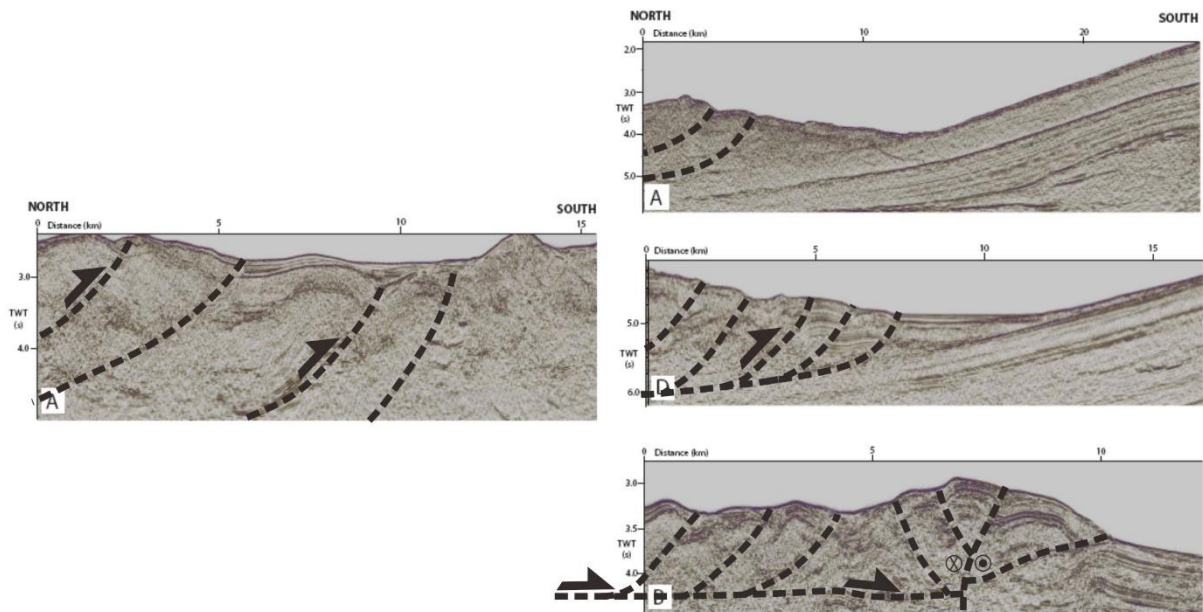 NORTH SOUTH
0 Distance (km) 10 20
2.0
3.0
TWT
(s)
4.0
5.0
A
NORTH SOUTH
0 Distance (km) 5 10 15
3.0
TWT
(s)
4.0
A
0 Distance (km) 5 10 15
5.0
TWT
(s)
6.0
D
0 Distance (km) 5 10
3.0
3.5
TWT
(s)
4.0
B